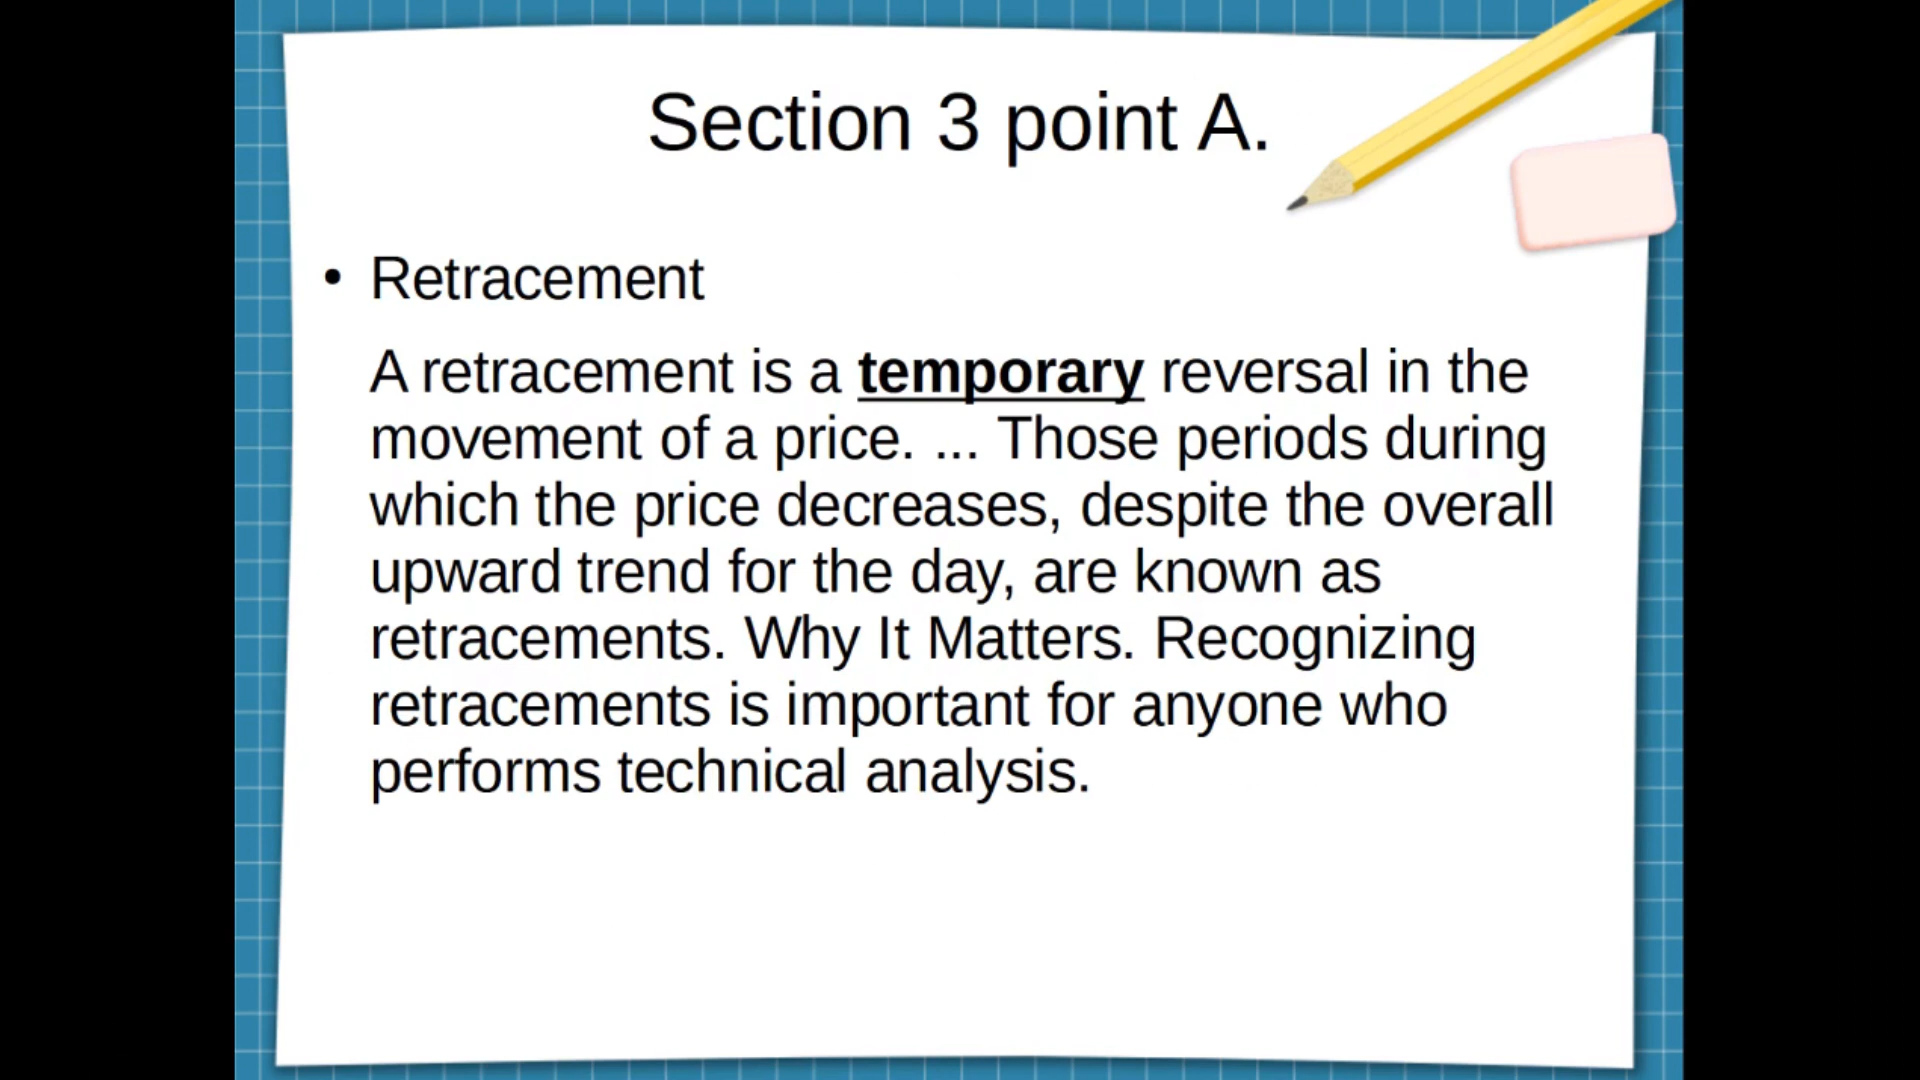 Section 3 point A.
• Retracement
A retracement is a temporary reversal in the
movement of a price. ... Those periods during
which the price decreases, despite the overall
upward trend for the day, are known as
retracements. Why It Matters. Recognizing
retracements is important for anyone who
performs technical analysis.